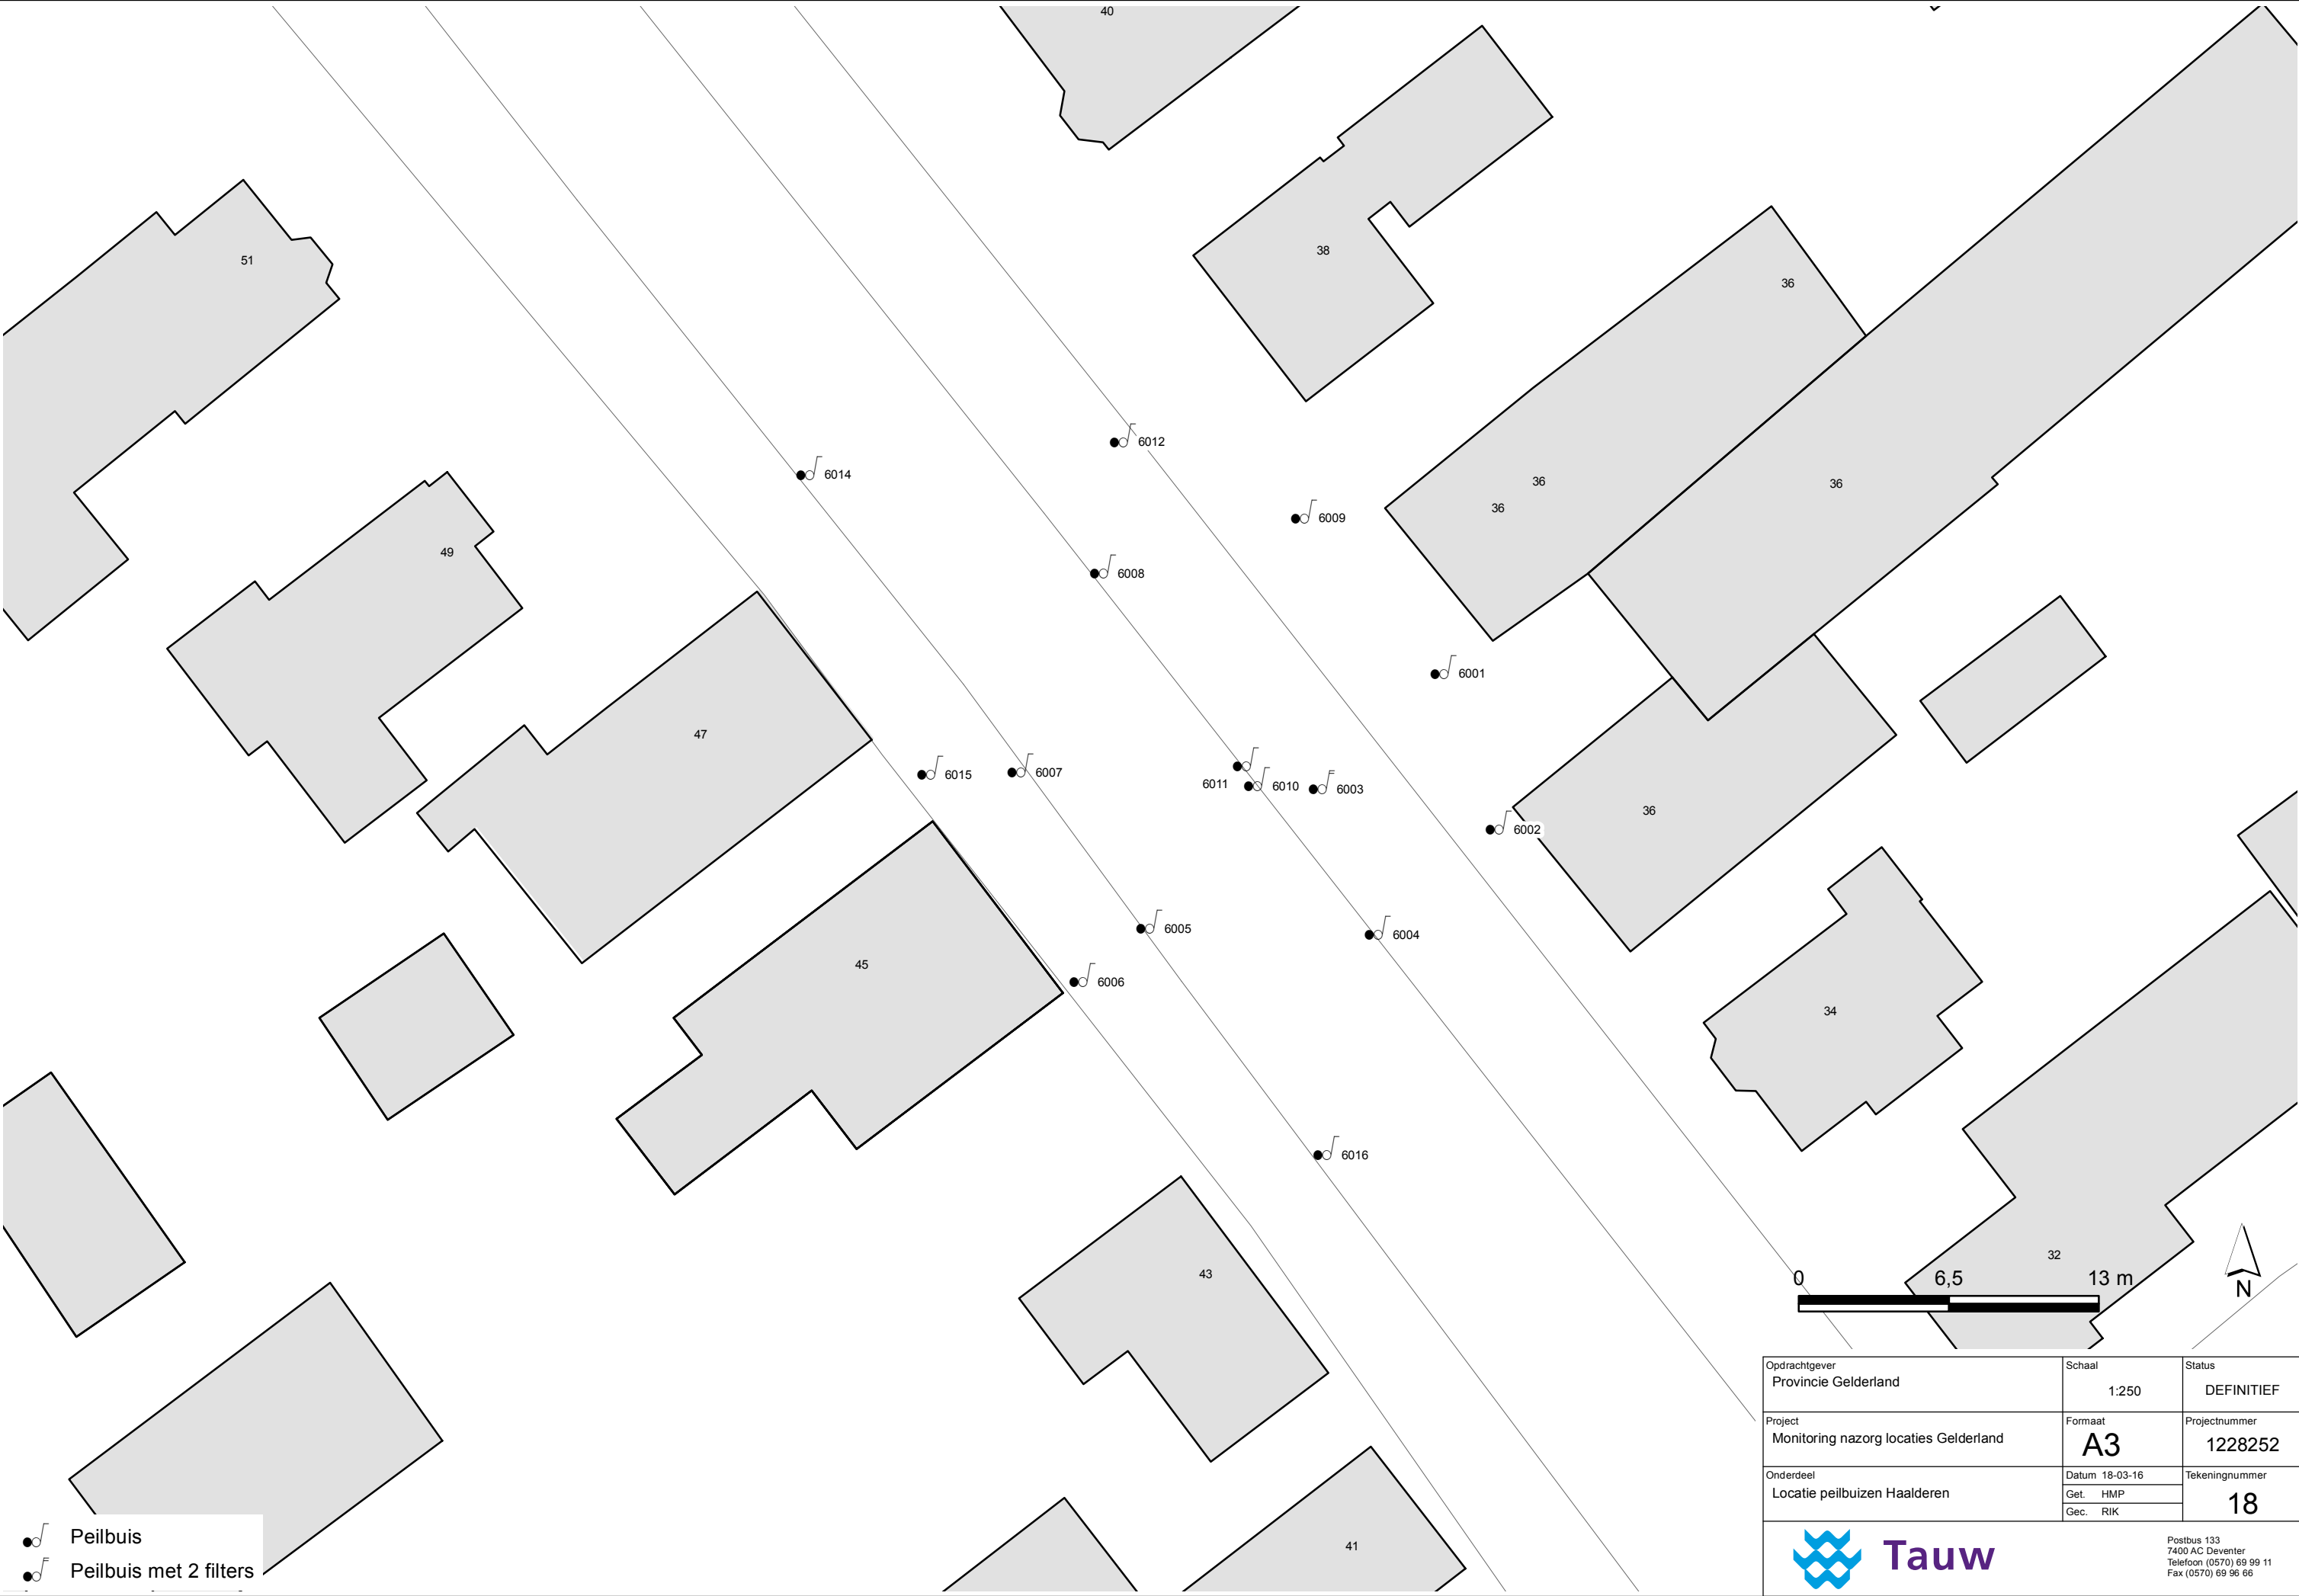 40
38
51
36
6012
6014
36
36
36
6009
49
6008
6001
47
6015
6007
6011
6010
6003
36
6002
6005
6004
45
6006
34
6016
32
43
0
6,5
13 m
N
41
Peilbuis
Peilbuis met 2 filters
Opdrachtgever
Provincie Gelderland
Schaal
1:250
Status
DEFINITIEF
Project
Monitoring nazorg locaties Gelderland
Formaat
A3
Projectnummer
1228252
Onderdeel
Locatie peilbuizen Haalderen
Datum 18-03-16
Get. HMP
Gec. RIK
Tekeningnummer
18
Tauw
Postbus 133
7400 AC Deventer
Telefoon (0570) 69 99 11
Fax (0570) 69 96 66